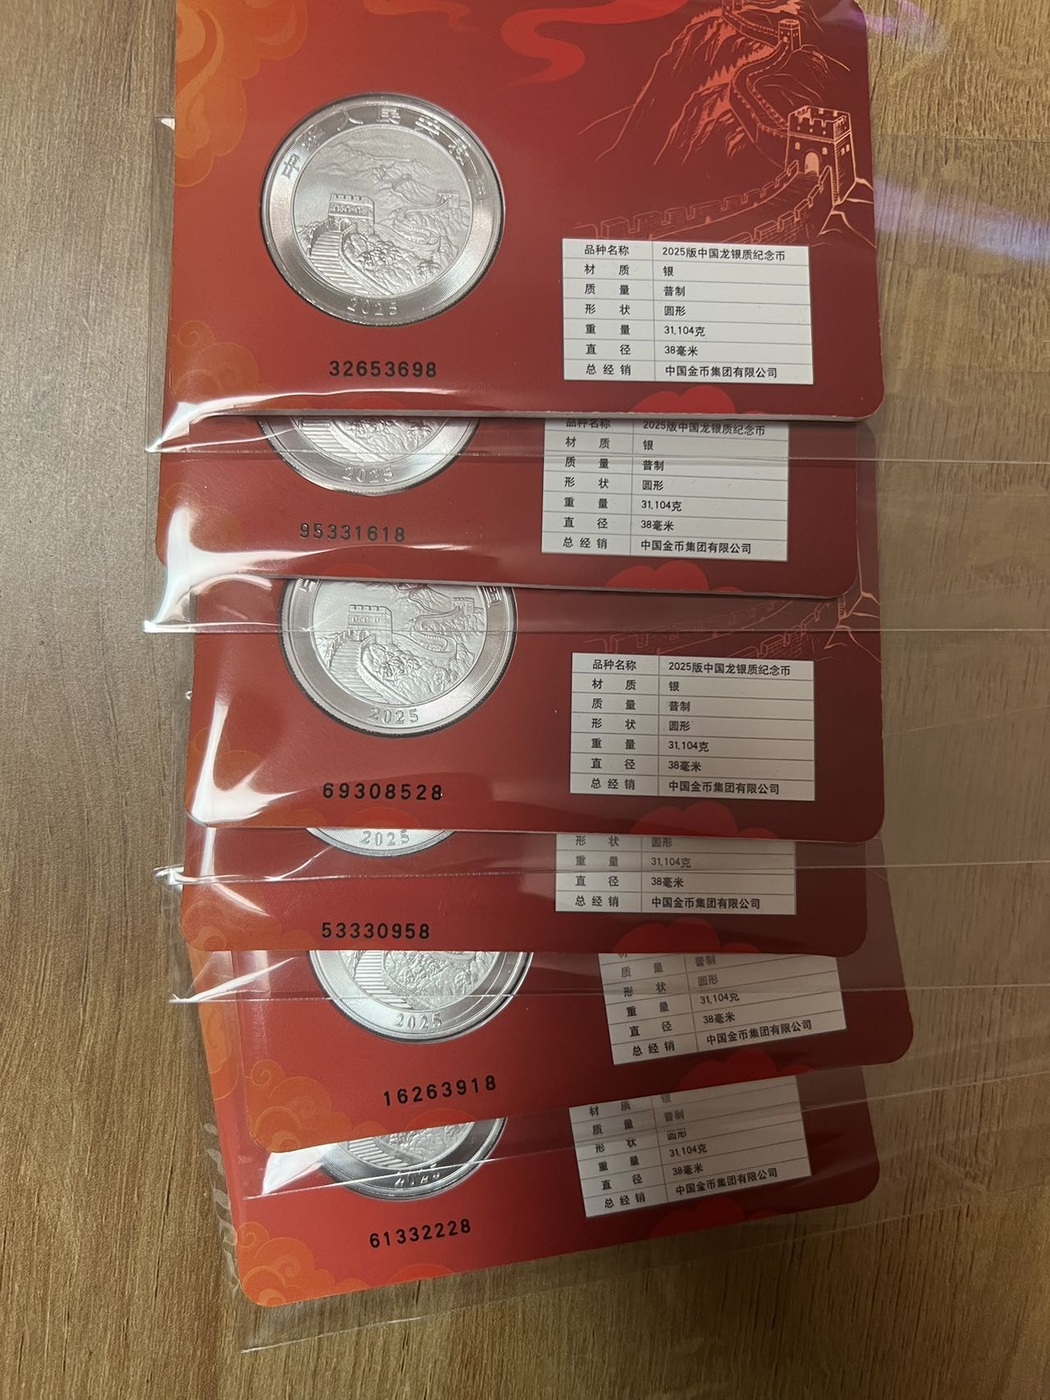 中华人民共和国
2025
32653698
品种名称 2025版中国龙银质纪念币
材 质 银
质 量 普制
形 状 圆形
重 量 31.104克
直 径 38毫米
总经销 中国金币集团有限公司
2025
95331618
品种名称 2025版中国龙银质纪念币
材 质 银
质 量 普制
形 状 圆形
重 量 31.104克
直 径 38毫米
总经销 中国金币集团有限公司
2025
69308528
品种名称 2025版中国龙银质纪念币
材 质 银
质 量 普制
形 状 圆形
重 量 31.104克
直 径 38毫米
总经销 中国金币集团有限公司
2025
53330958
形 状 圆形
重 量 31.104克
直 径 38毫米
总经销 中国金币集团有限公司
2025
16263918
质 量 普制
形 状 圆形
重 量 31.104克
直 径 38毫米
总经销 中国金币集团有限公司
2025
61332228
材 质 银
质 量 普制
形 状 圆形
重 量 31.104克
直 径 38毫米
总经销 中国金币集团有限公司